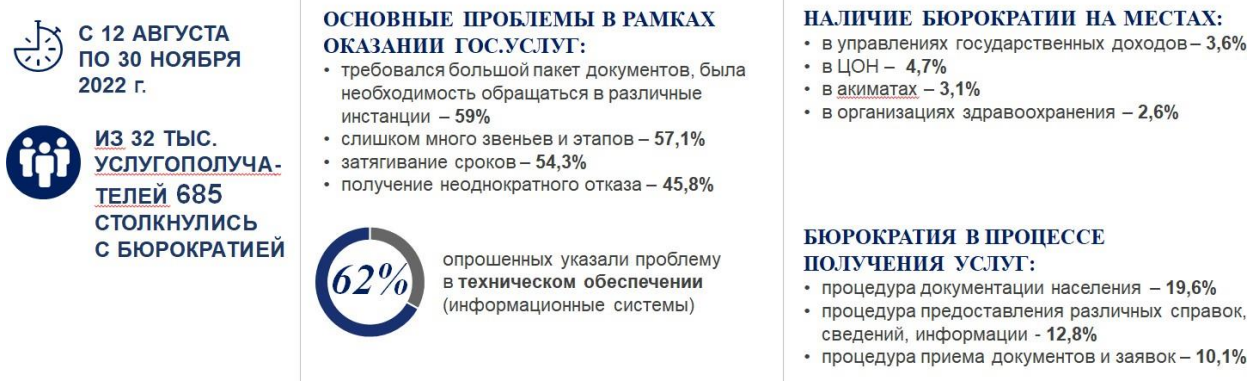 С 12 АВГУСТА
ПО 30 НОЯБРЯ
2022 г.
ИЗ 32 ТЫС.
УСЛУГОПОЛУЧА-
ТЕЛЕЙ 685
СТОЛКНУЛИСЬ
С БЮРОКРАТИЕЙ
ОСНОВНЫЕ ПРОБЛЕМЫ В РАМКАХ
ОКАЗАНИИ ГОС.УСЛУГ:
• требовался большой пакет документов, была
необходимость обращаться в различные
инстанции – 59%
• слишком много звеньев и этапов – 57,1%
• затягивание сроков – 54,3%
• получение неоднократного отказа – 45,8%
62%
опрошенных указали проблему
в техническом обеспечении
(информационные системы)
НАЛИЧИЕ БЮРОКРАТИИ НА МЕСТАХ:
• в управлениях государственных доходов – 3,6%
• в ЦОН – 4,7%
• в акиматах – 3,1%
• в организациях здравоохранения – 2,6%
БЮРОКРАТИЯ В ПРОЦЕССЕ
ПОЛУЧЕНИЯ УСЛУГ:
• процедура документации населения – 19,6%
• процедура предоставления различных справок,
сведений, информации - 12,8%
• процедура приема документов и заявок – 10,1%